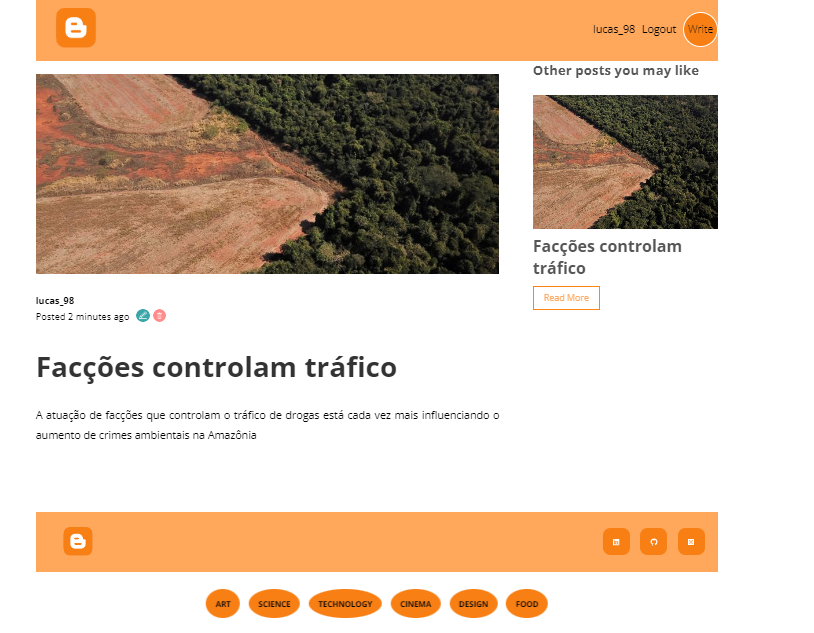 lucas_98 Logout Write
Other posts you may like
Facções controlam
tráfico
Read More
lucas_98
Posted 2 minutes ago
Facções controlam tráfico
A atuação de facções que controlam o tráfico de drogas está cada vez mais influenciando o
aumento de crimes ambientais na Amazônia
ART SCIENCE TECHNOLOGY CINEMA DESIGN FOOD